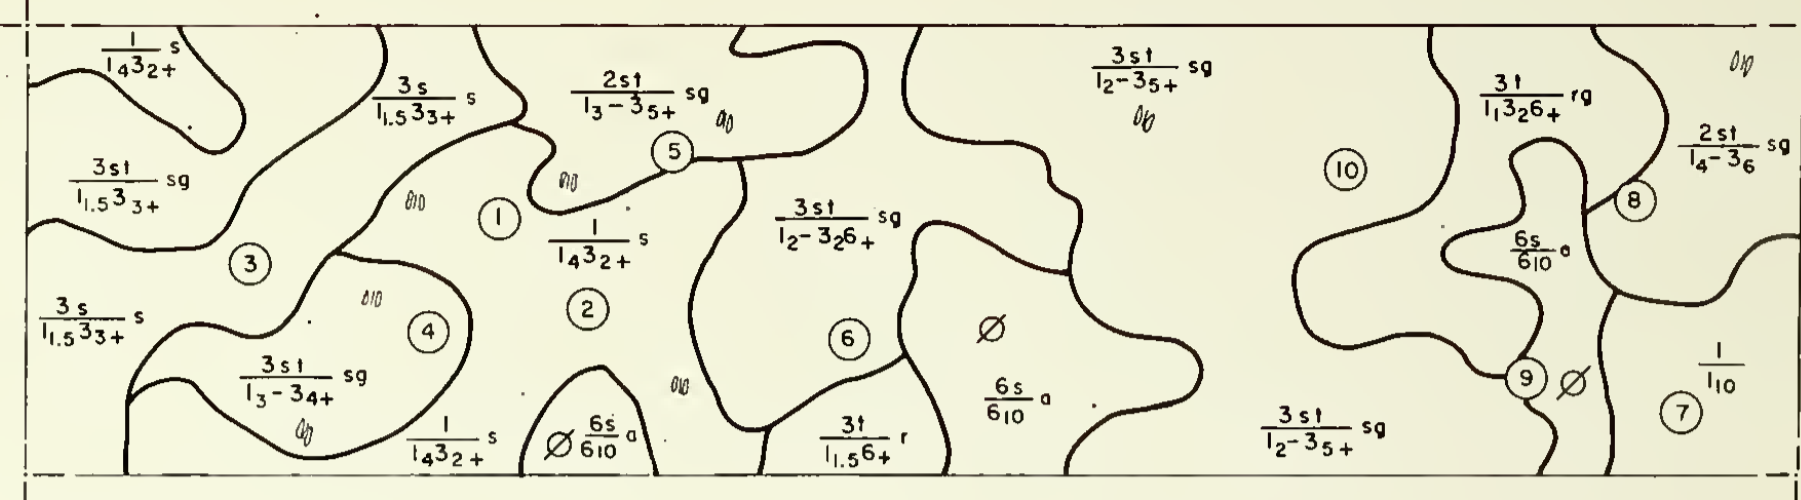 1
1₄3₂₊ s
3s
1₁.₅3₃₊ s
2st
1₃-3₅₊ sg
3st
1₂-3₅₊ sg
3t
1₁3₂6₊ rg
2st
1₄-3₆ sg
3st
1₁.₅3₃₊ sg
5
10
8
1
3st
1₂-3₂6₊ sg
1
1₄3₂₊ s
6s
6₁₀ a
3
2
4
6
Ø
3s
1₁.₅3₃₊ s
3st
1₃-3₄₊ sg
6s
6₁₀ a
9
Ø
1
1₁₀
7
1
1₄3₂₊ s
Ø 6s
6₁₀ a
3t
1₁.₅6₊ r
3st
1₂-3₅₊ sg